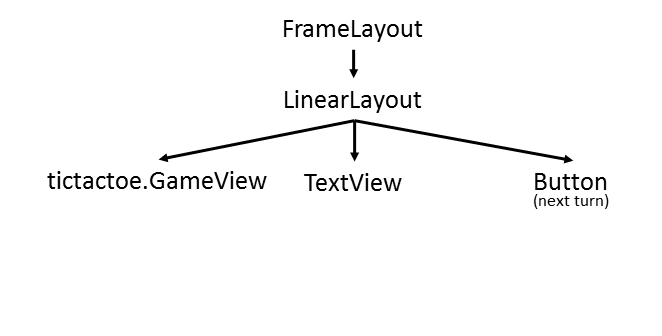 FrameLayout
LinearLayout
tictactoe.GameView TextView Button
(next turn)